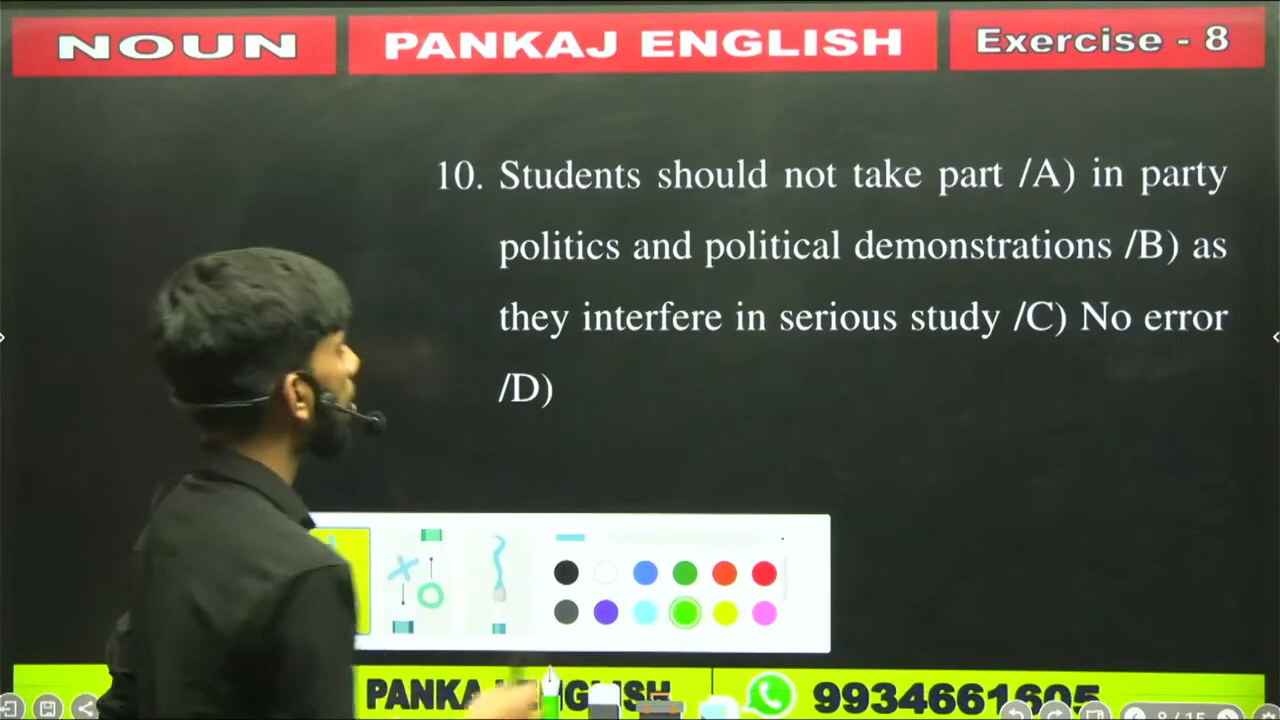 NOUN
PANKAJ ENGLISH
Exercise - 8
10. Students should not take part /A) in party
politics and political demonstrations /B) as
they interfere in serious study /C) No error
/D)
9934661605